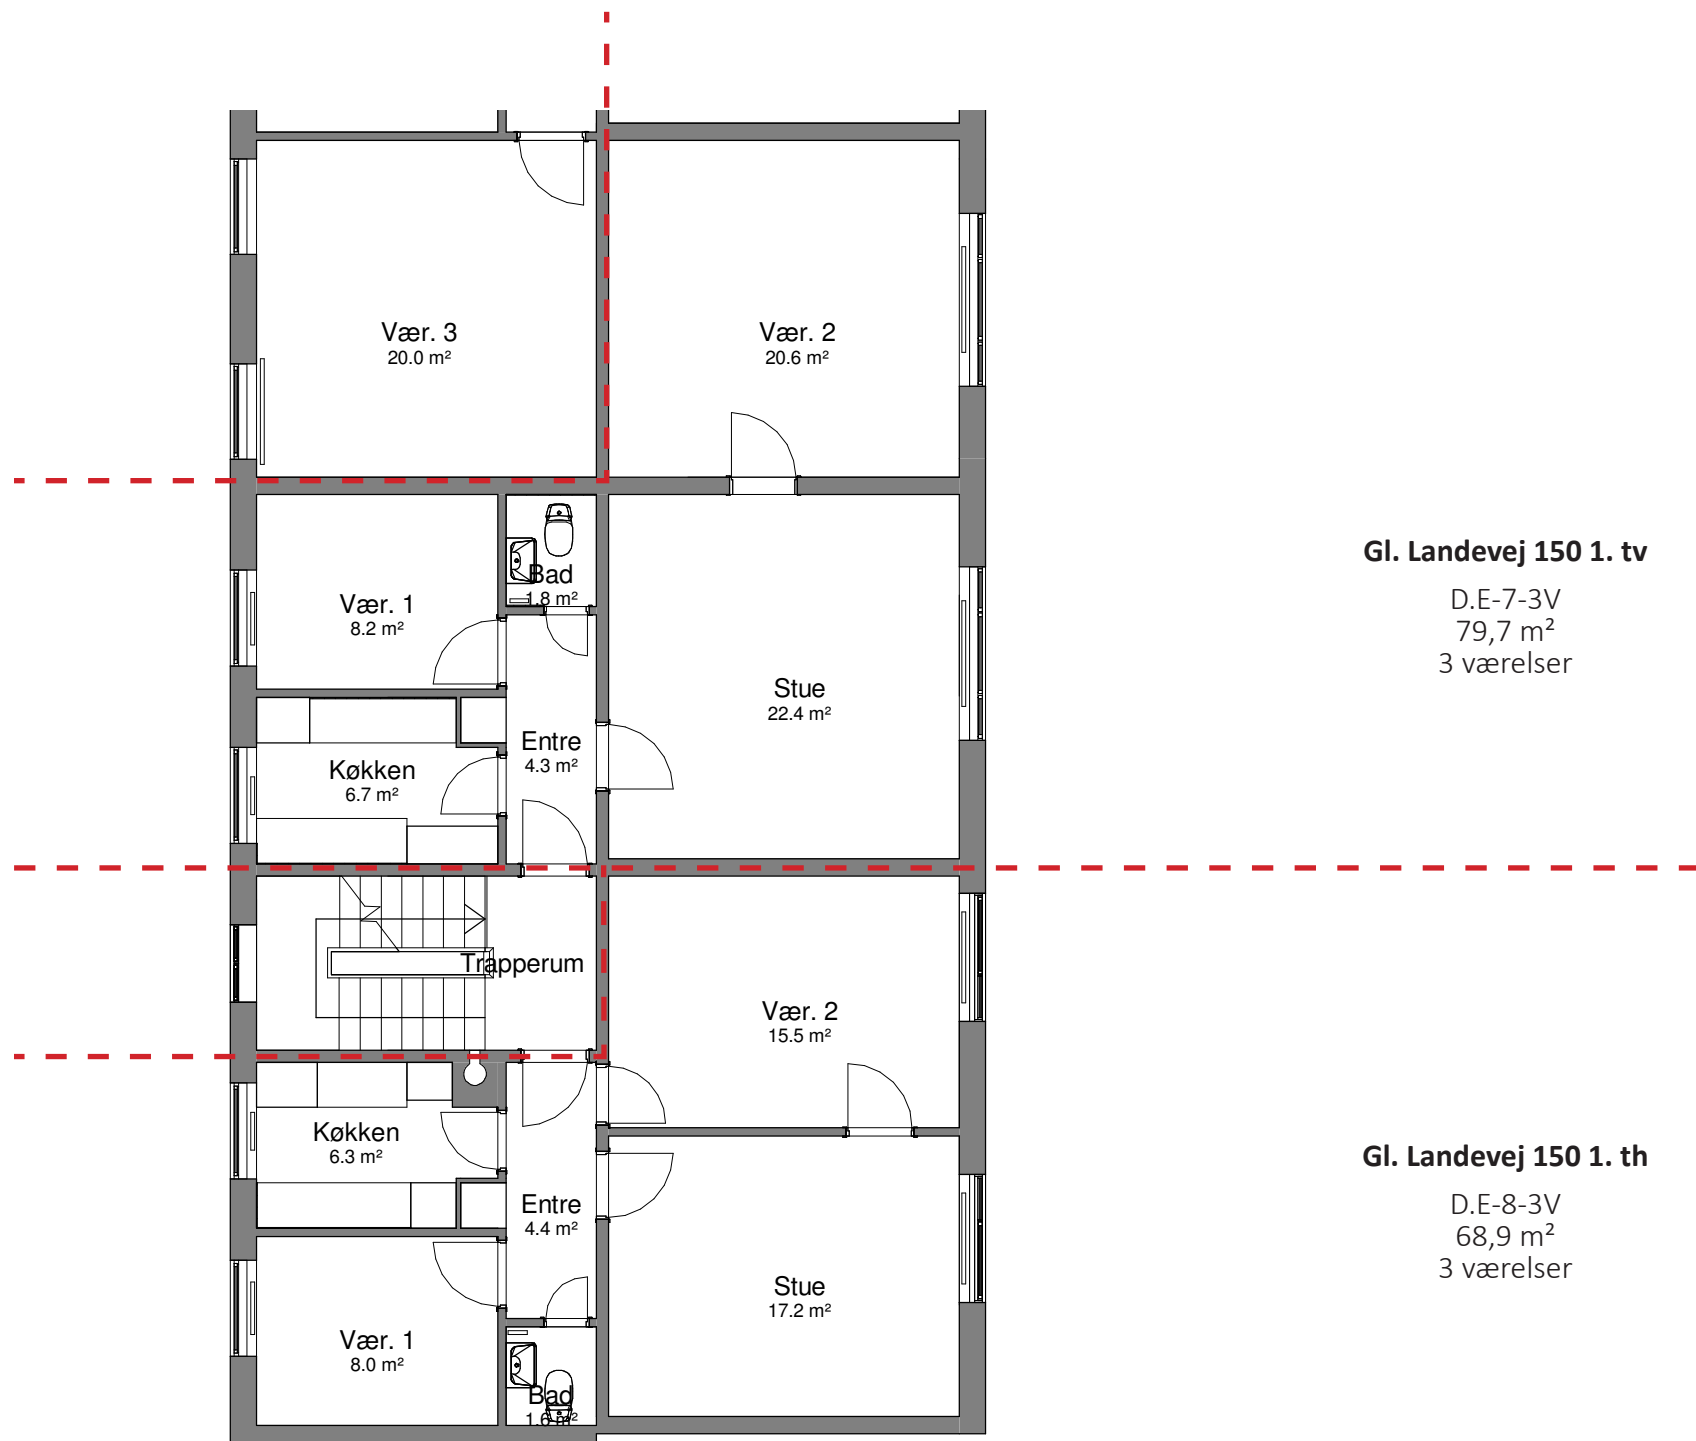 Vær. 3
20.0 m²
Vær. 2
20.6 m²
Bad
1.8 m²
Vær. 1
8.2 m²
Stue
22.4 m²
Entre
4.3 m²
Køkken
6.7 m²
Gl. Landevej 150 1. tv
D.E-7-3V
79,7 m²
3 værelser
Trapperum
Vær. 2
15.5 m²
Køkken
6.3 m²
Entre
4.4 m²
Stue
17.2 m²
Vær. 1
8.0 m²
Bad
1.6 m²
Gl. Landevej 150 1. th
D.E-8-3V
68,9 m²
3 værelser